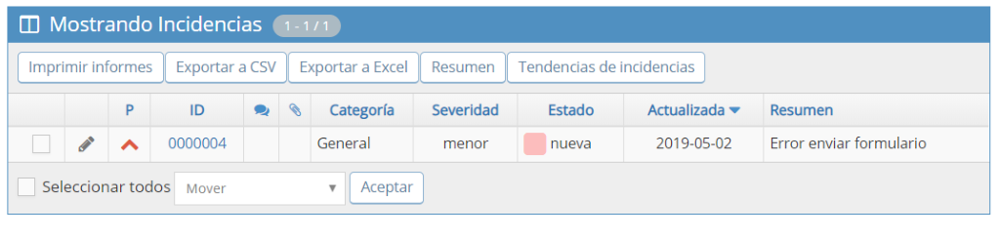 Mostrando Incidencias 1 - 1 / 1
Imprimir informes Exportar a CSV Exportar a Excel Resumen Tendencias de incidencias
P ID Categoría Severidad Estado Actualizada Resumen
0000004 General menor nueva 2019-05-02 Error enviar formulario
Seleccionar todos Mover Aceptar